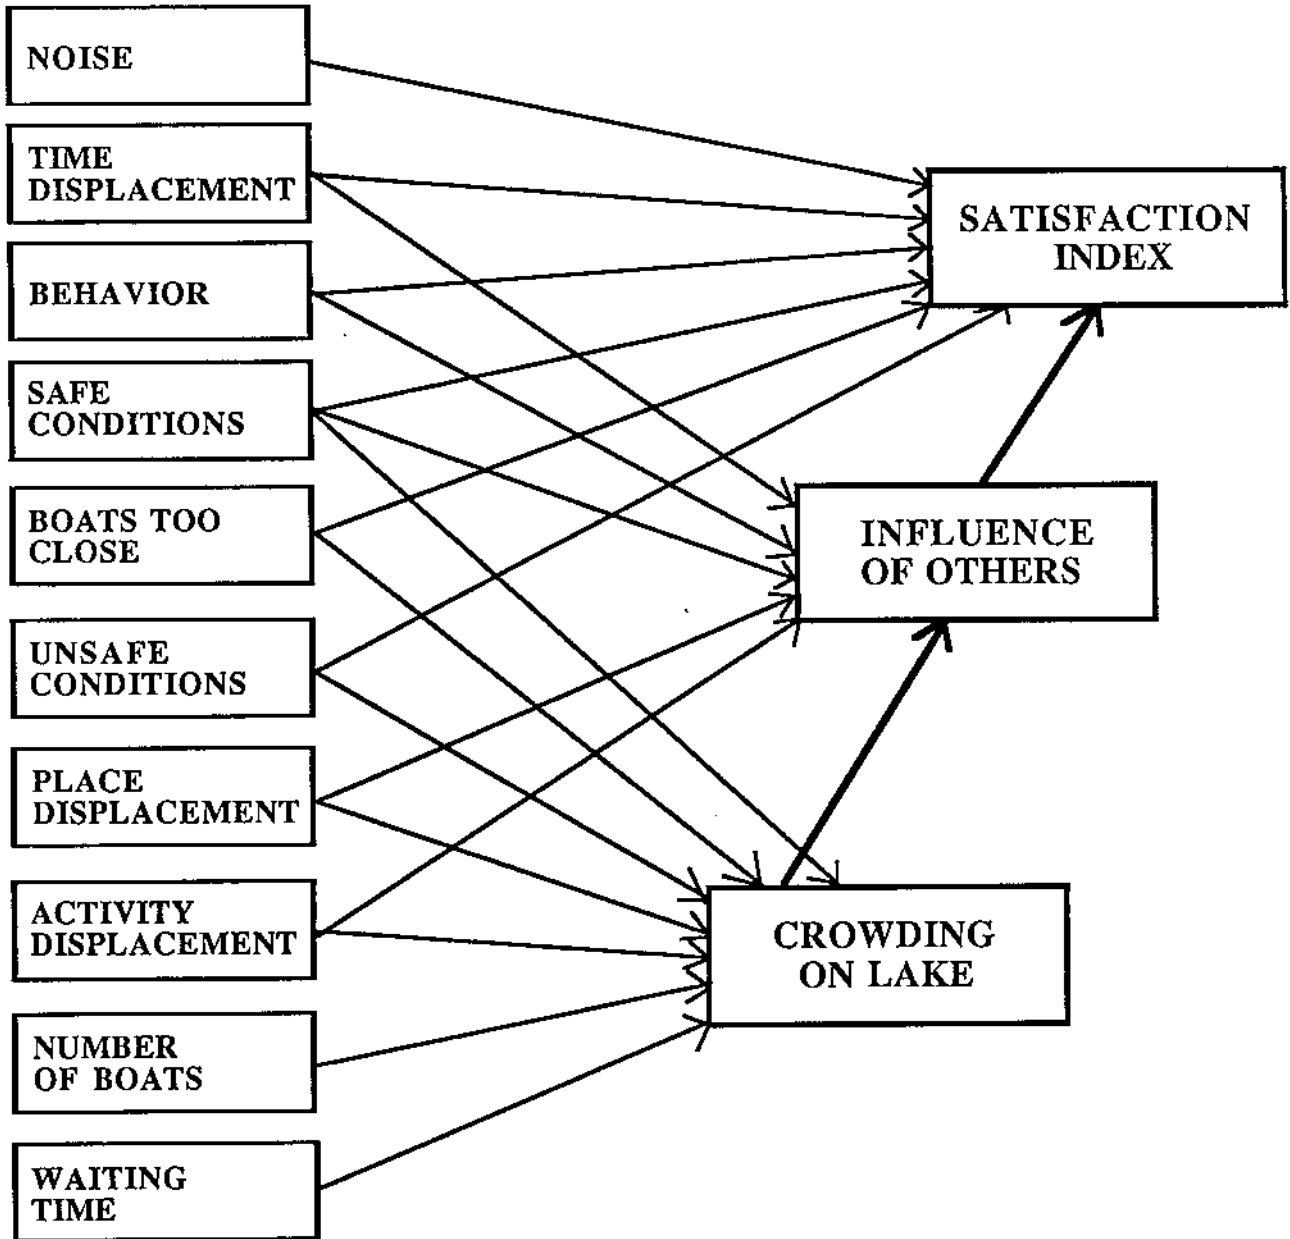 NOISE
TIME
DISPLACEMENT
BEHAVIOR
SAFE
CONDITIONS
BOATS TOO
CLOSE
UNSAFE
CONDITIONS
PLACE
DISPLACEMENT
ACTIVITY
DISPLACEMENT
NUMBER
OF BOATS
WAITING
TIME
SATISFACTION
INDEX
INFLUENCE
OF OTHERS
CROWDING
ON LAKE